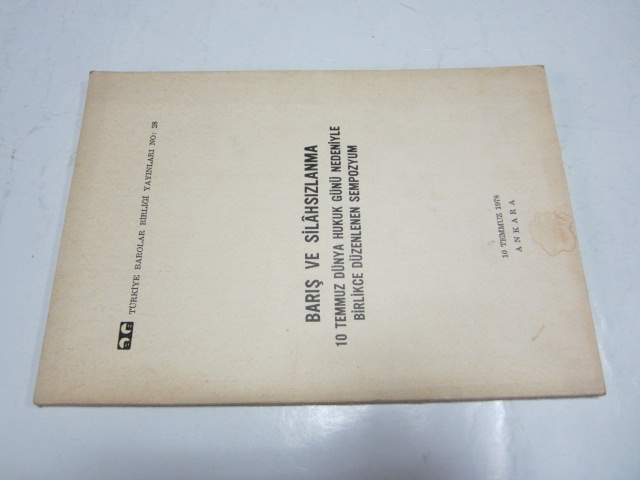 TÜRKİYE BAROLAR BİRLİĞİ YAYINLARI NO: 28
BARIŞ VE SİLÂHSIZLANMA
10 TEMMUZ DÜNYA HUKUK GÜNÜ NEDENİYLE
BİRLİKCE DÜZENLENEN SEMPOZYUM
10 TEMMUZ 1978
ANKARA